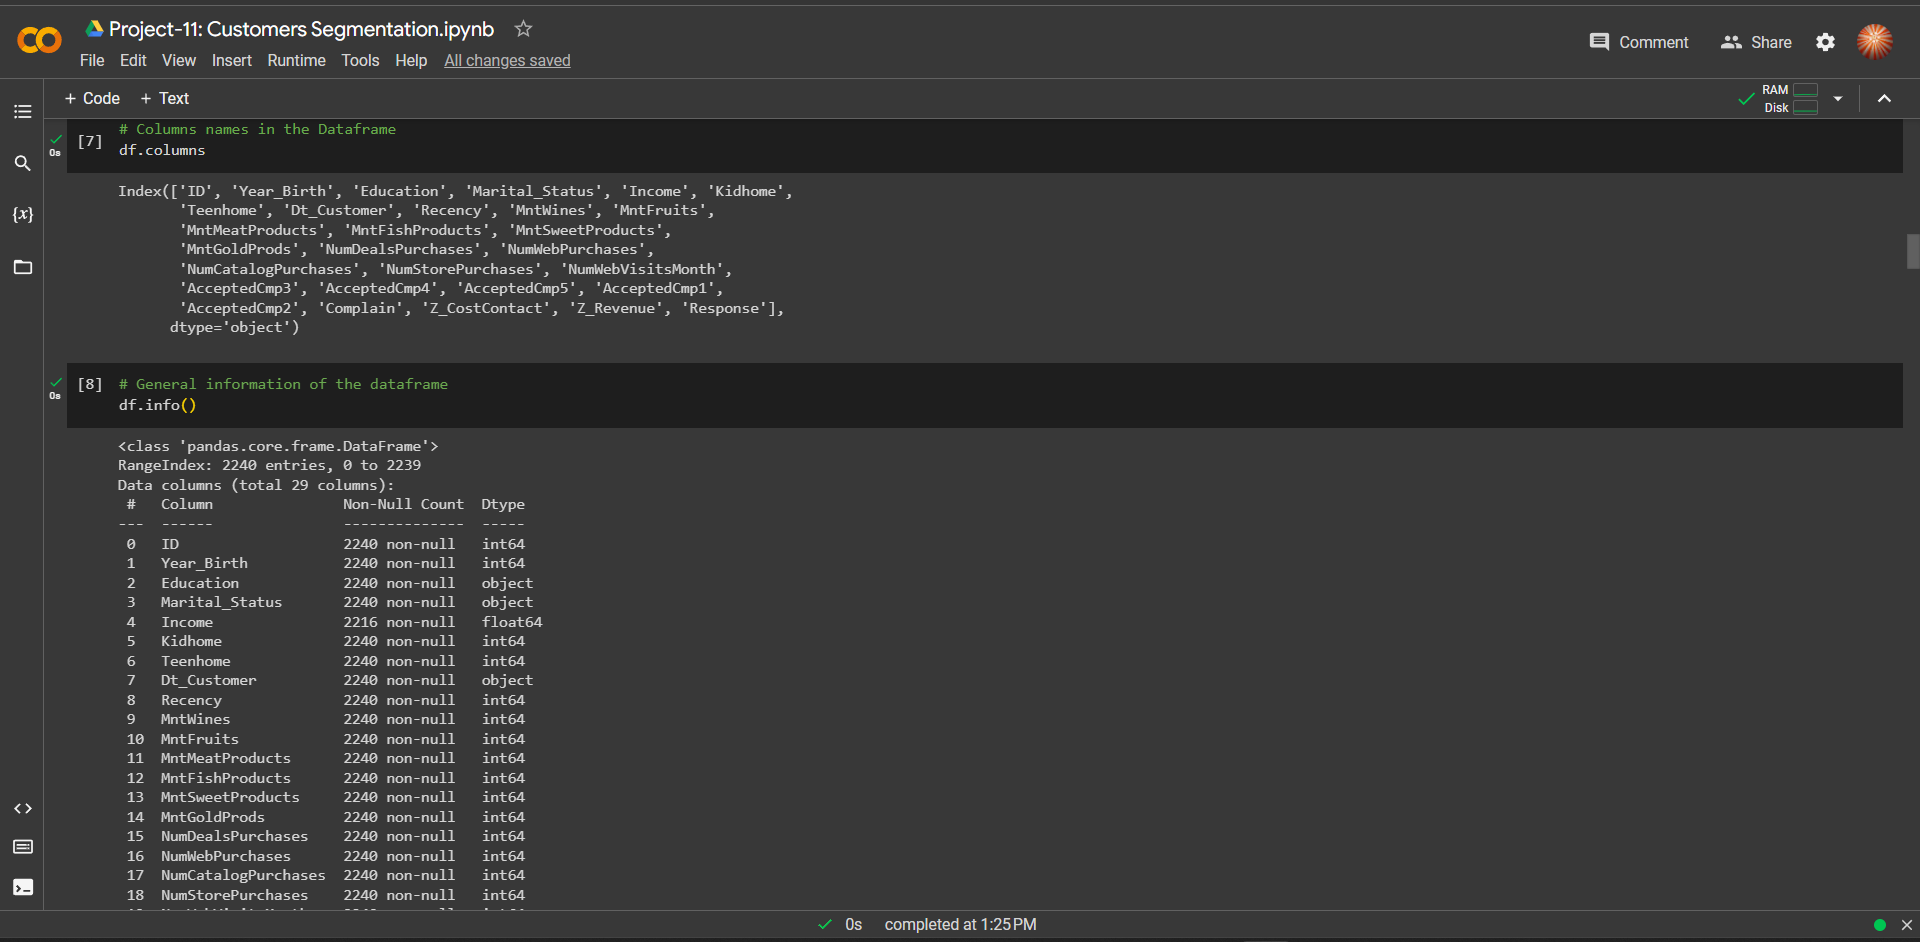 Project-11: Customers Segmentation.ipynb
File Edit View Insert Runtime Tools Help All changes saved
Comment Share
+ Code + Text
RAM
Disk
[7] # Columns names in the Dataframe
0s
df.columns
Index(['ID', 'Year_Birth', 'Education', 'Marital_Status', 'Income', 'Kidhome',
'Teenhome', 'Dt_Customer', 'Recency', 'MntWines', 'MntFruits',
'MntMeatProducts', 'MntFishProducts', 'MntSweetProducts',
'MntGoldProds', 'NumDealsPurchases', 'NumWebPurchases',
'NumCatalogPurchases', 'NumStorePurchases', 'NumWebVisitsMonth',
'AcceptedCmp3', 'AcceptedCmp4', 'AcceptedCmp5', 'AcceptedCmp1',
'AcceptedCmp2', 'Complain', 'Z_CostContact', 'Z_Revenue', 'Response'],
dtype='object')
[8] # General information of the dataframe
0s
df.info()
<class 'pandas.core.frame.DataFrame'>
RangeIndex: 2240 entries, 0 to 2239
Data columns (total 29 columns):
# Column Non-Null Count Dtype
--- ------ -------------- -----
0 ID 2240 non-null int64
1 Year_Birth 2240 non-null int64
2 Education 2240 non-null object
3 Marital_Status 2240 non-null object
4 Income 2216 non-null float64
5 Kidhome 2240 non-null int64
6 Teenhome 2240 non-null int64
7 Dt_Customer 2240 non-null object
8 Recency 2240 non-null int64
9 MntWines 2240 non-null int64
10 MntFruits 2240 non-null int64
11 MntMeatProducts 2240 non-null int64
12 MntFishProducts 2240 non-null int64
13 MntSweetProducts 2240 non-null int64
14 MntGoldProds 2240 non-null int64
15 NumDealsPurchases 2240 non-null int64
16 NumWebPurchases 2240 non-null int64
17 NumCatalogPurchases 2240 non-null int64
18 NumStorePurchases 2240 non-null int64
0s completed at 1:25 PM